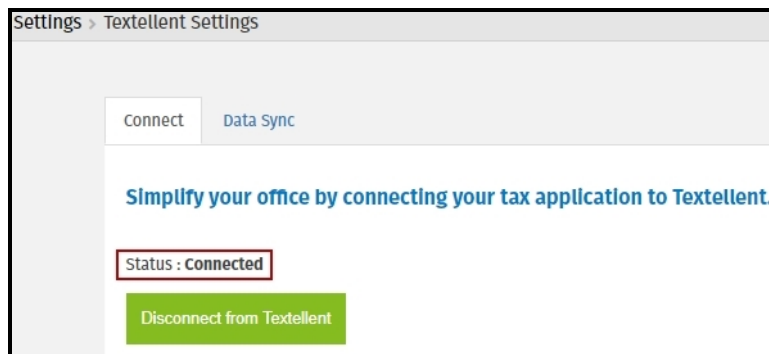 Settings > Textellent Settings
Connect Data Sync
Simplify your office by connecting your tax application to Textellent.
Status : Connected
Disconnect from Textellent